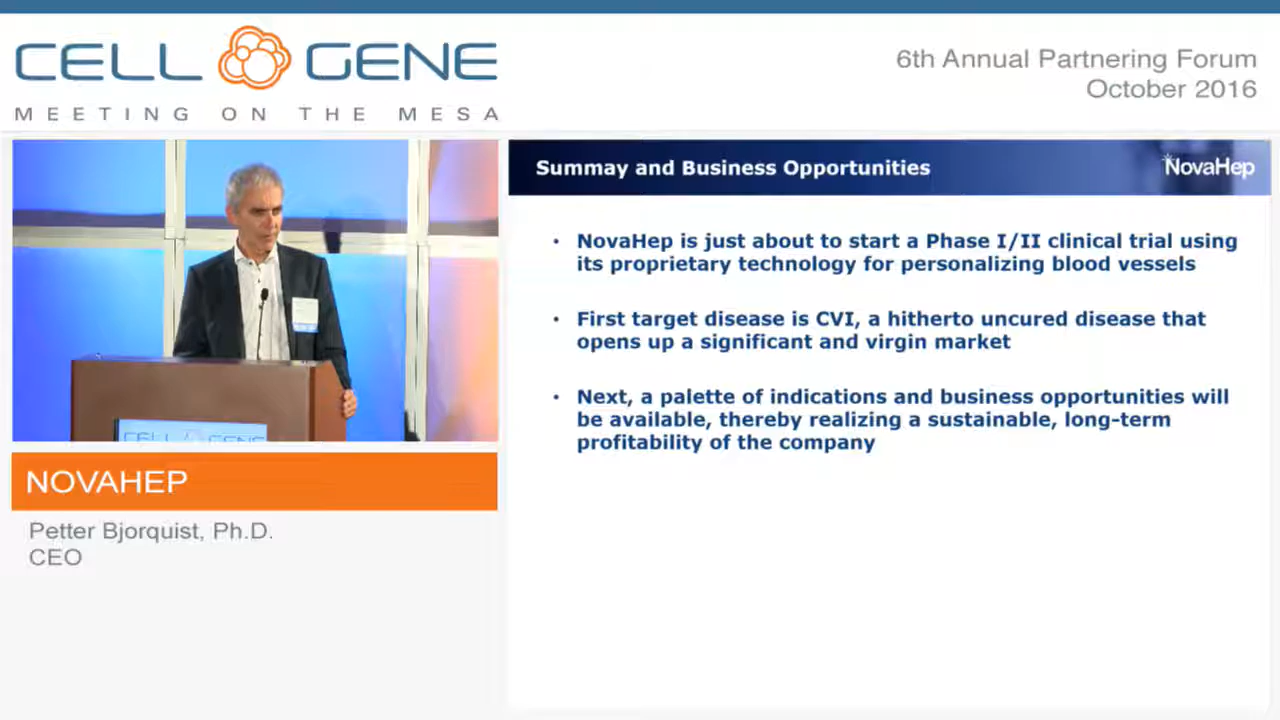 CELL GENE
MEETING ON THE MESA
6th Annual Partnering Forum
October 2016
Summay and Business Opportunities
NovaHep
• NovaHep is just about to start a Phase I/II clinical trial using
its proprietary technology for personalizing blood vessels
• First target disease is CVI, a hitherto uncured disease that
opens up a significant and virgin market
• Next, a palette of indications and business opportunities will
be available, thereby realizing a sustainable, long-term
profitability of the company
CELL GENE
NOVAHEP
Petter Bjorquist, Ph.D.
CEO